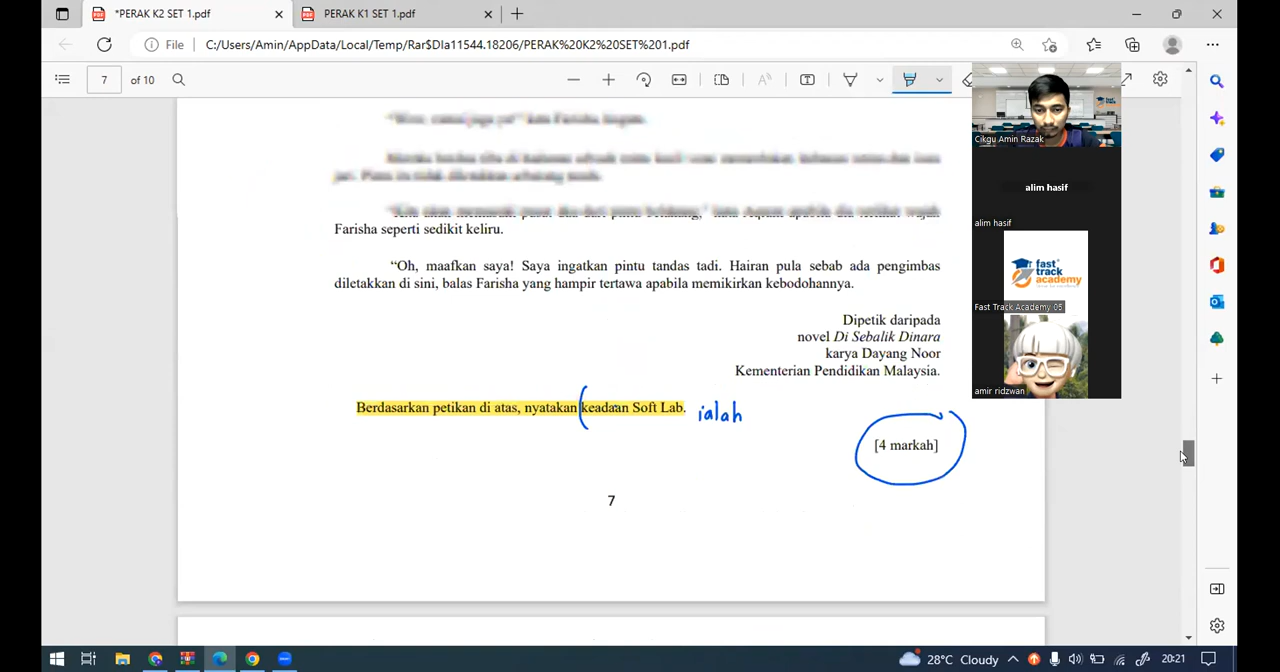 *PERAK K2 SET 1.pdf
PERAK K1 SET 1.pdf
File
C:/Users/Amin/AppData/Local/Temp/Rar$DIa11544.18206/PERAK%20K2%20SET%201.pdf
7 of 10
Farisha seperti sedikit keliru.
“Oh, maafkan saya! Saya ingatkan pintu tandas tadi. Hairan pula sebab ada pengimbas
diletakkan di sini, balas Farisha yang hampir tertawa apabila memikirkan kebodohannya.
Dipetik daripada
novel Di Sebalik Dinara
karya Dayang Noor
Kementerian Pendidikan Malaysia.
Berdasarkan petikan di atas, nyatakan (keadaan Soft Lab. ialah
[4 markah]
7
Cikgu Amin Razak
alim hasif
alim hasif
fast
track
academy
Fast Track Academy 05
amir ridzwan
28°C Cloudy
20:21